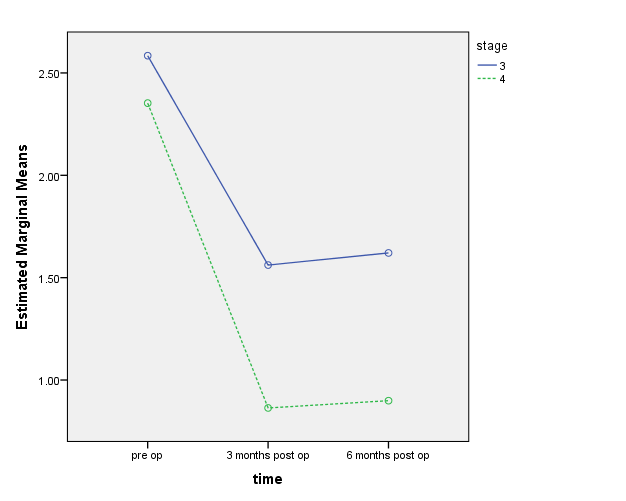 stage
3
4
2.50
2.00
1.50
1.00
Estimated Marginal Means
pre op
3 months post op
6 months post op
time